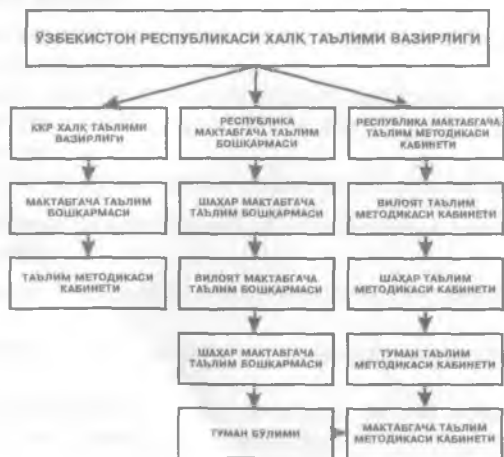 ЎЗБЕКИСТОН РЕСПУБЛИКАСИ ХАЛҚ ТАЪЛИМИ ВАЗИРЛИГИ
ККР ХАЛҚ ТАЪЛИМИ
ВАЗИРЛИГИ
МАКТАБГАЧА ТАЪЛИМ
БОШҚАРМАСИ
ТАЪЛИМ МЕТОДИКАСИ
КАБИНЕТИ
РЕСПУБЛИКА
МАКТАБГАЧА ТАЪЛИМ
БОШҚАРМАСИ
ШАҲАР МАКТАБГАЧА
ТАЪЛИМ БОШҚАРМАСИ
ВИЛОЯТ МАКТАБГАЧА
ТАЪЛИМ БОШҚАРМАСИ
ШАҲАР МАКТАБГАЧА
ТАЪЛИМ БОШҚАРМАСИ
ТУМАН БЎЛИМИ
РЕСПУБЛИКА МАКТАБГАЧА
ТАЪЛИМ МЕТОДИКАСИ
КАБИНЕТИ
ВИЛОЯТ ТАЪЛИМ
МЕТОДИКАСИ КАБИНЕТИ
ШАҲАР ТАЪЛИМ
МЕТОДИКАСИ КАБИНЕТИ
ТУМАН ТАЪЛИМ
МЕТОДИКАСИ КАБИНЕТИ
МАКТАБГАЧА ТАЪЛИМ
МЕТОДИКАСИ КАБИНЕТИ